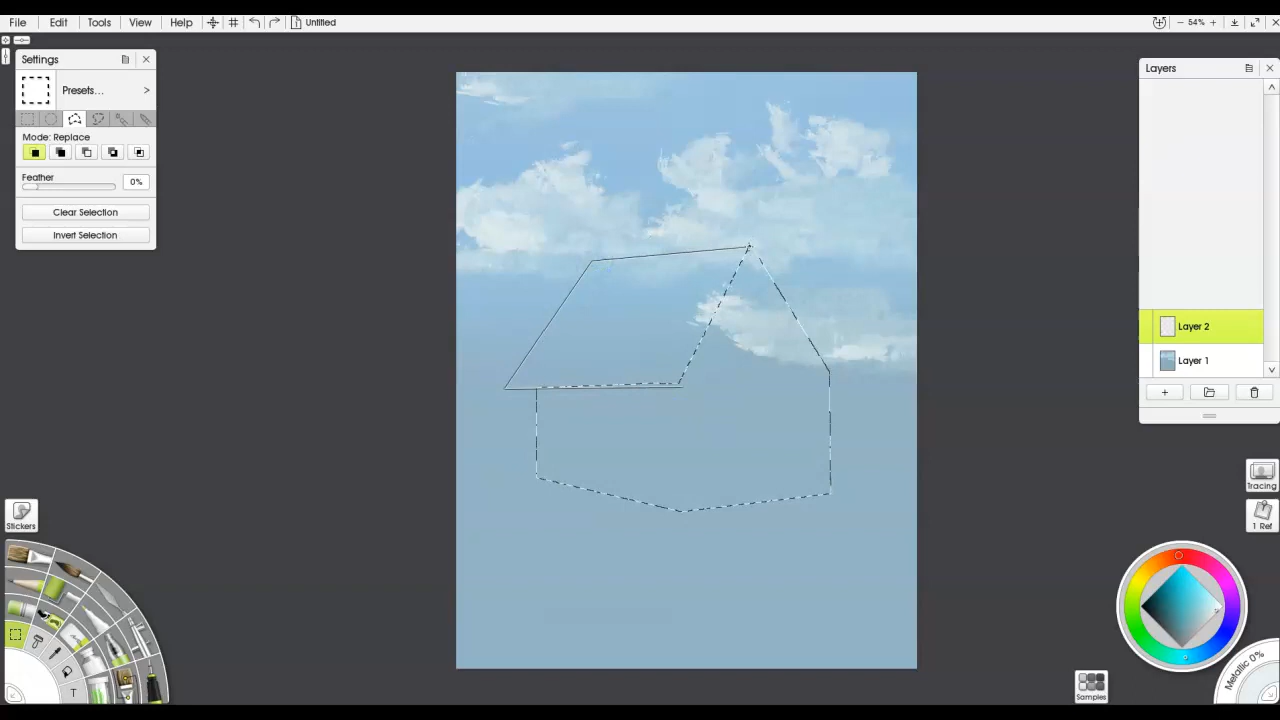 File Edit Tools View Help Untitled
54%
Settings
Presets...
Mode: Replace
Feather
0%
Clear Selection
Invert Selection
Layers
Layer 2
Layer 1
Tracing
1 Ref
Stickers
T
Samples
Metallic 0%